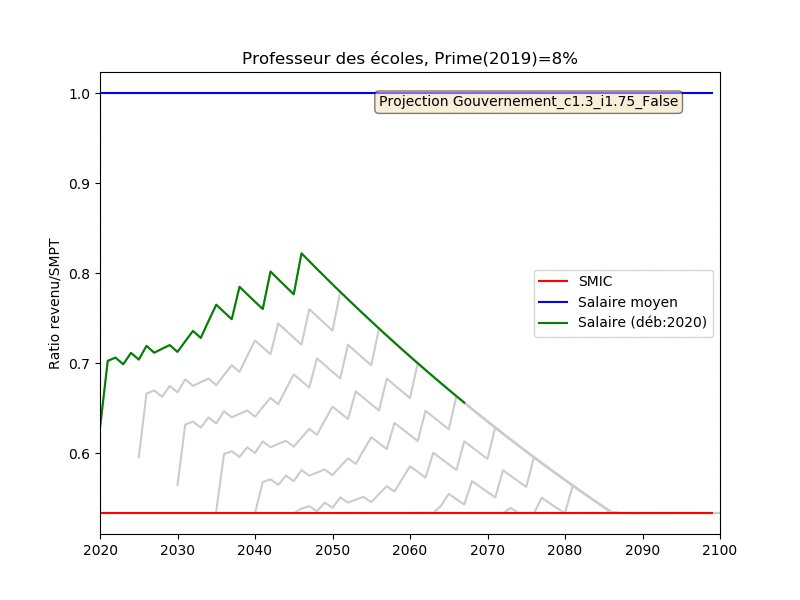 Professeur des écoles, Prime(2019)=8%
Projection Gouvernement_c1.3_i1.75_False
1.0
0.9
0.8
0.7
0.6
Ratio revenu/SMPT
SMIC
Salaire moyen
Salaire (déb:2020)
2020 2030 2040 2050 2060 2070 2080 2090 2100